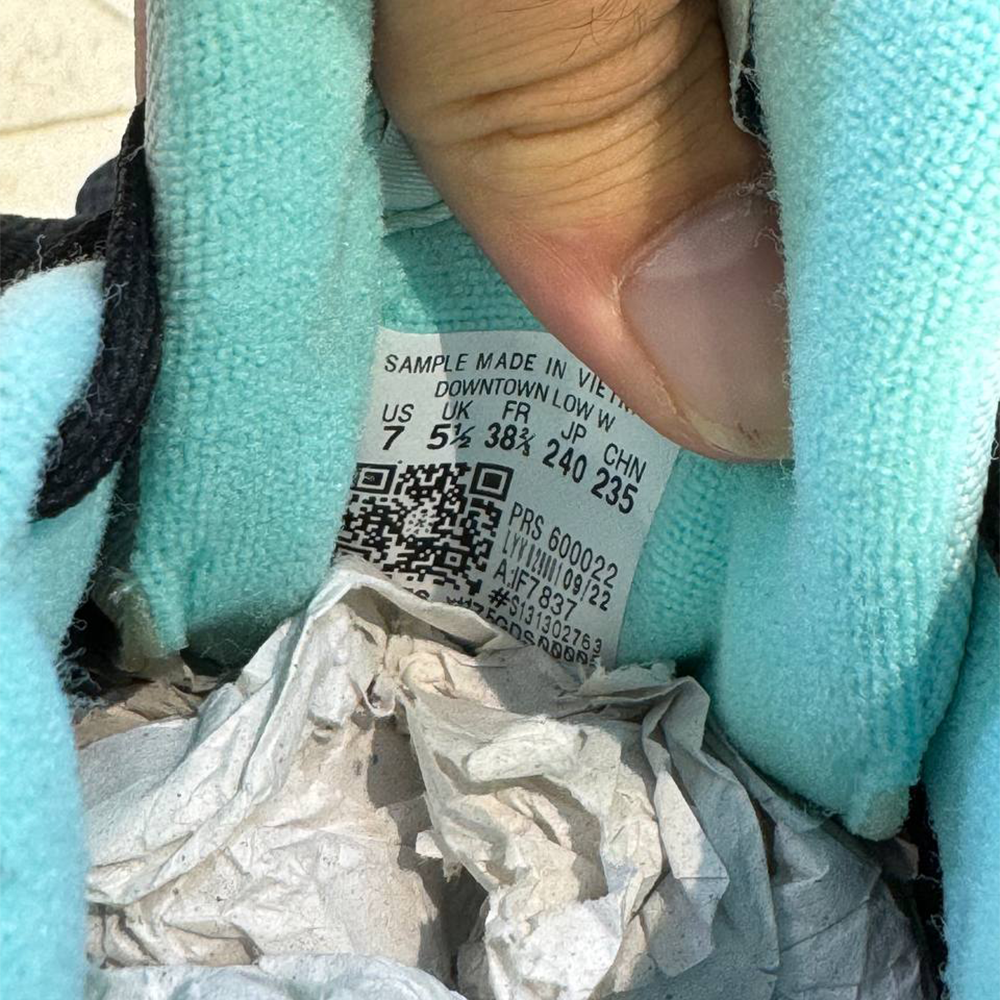 SAMPLE MADE IN
DOWNTOWN LOW W
US UK FR JP CHN
7 5½ 38⅔ 240 235
PRS 600022
09/22
A:IF7837
#S131302763